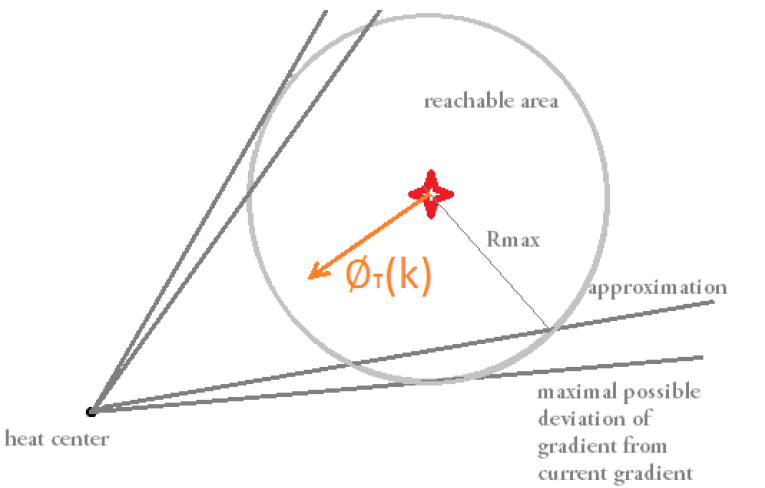 reachable area
Rmax
Øт(k)
approximation
maximal possible
deviation of
gradient from
current gradient
heat center